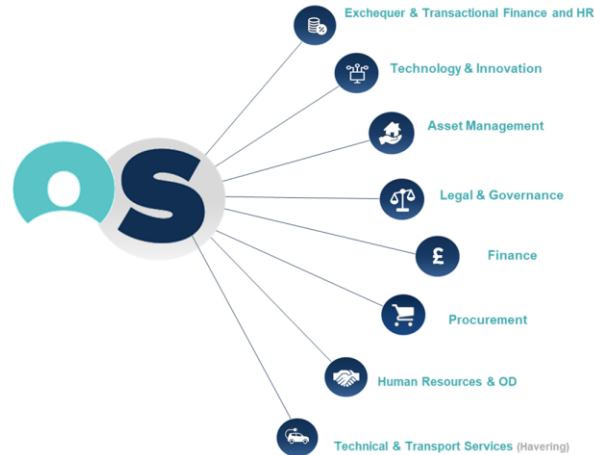 Exchequer & Transactional Finance and HR
Technology & Innovation
Asset Management
OS
Legal & Governance
£ Finance
Procurement
Human Resources & OD
Technical & Transport Services (Havering)